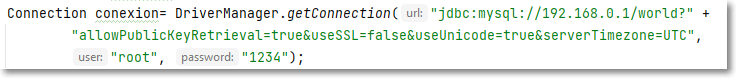 Connection conexion= DriverManager.getConnection( url: "jdbc:mysql://192.168.0.1/world?" +
"allowPublicKeyRetrieval=true&useSSL=false&useUnicode=true&serverTimezone=UTC",
user: "root", password: "1234");